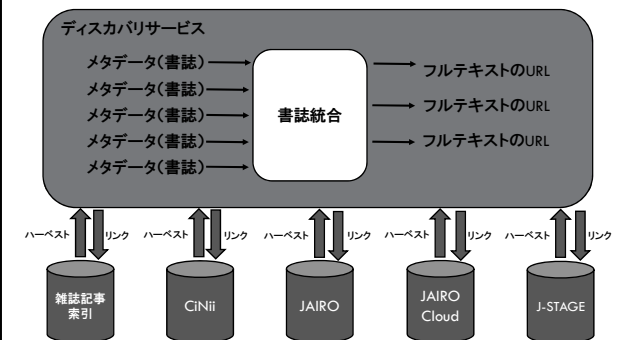 ディスカバリサービス
メタデータ(書誌)
メタデータ(書誌)
メタデータ(書誌)
メタデータ(書誌)
メタデータ(書誌)
書誌統合
フルテキストのURL
フルテキストのURL
フルテキストのURL
ハーベスト
リンク
ハーベスト
リンク
ハーベスト
リンク
ハーベスト
リンク
ハーベスト
リンク
雑誌記事
索引
CiNii
JAIRO
JAIRO
Cloud
J-STAGE